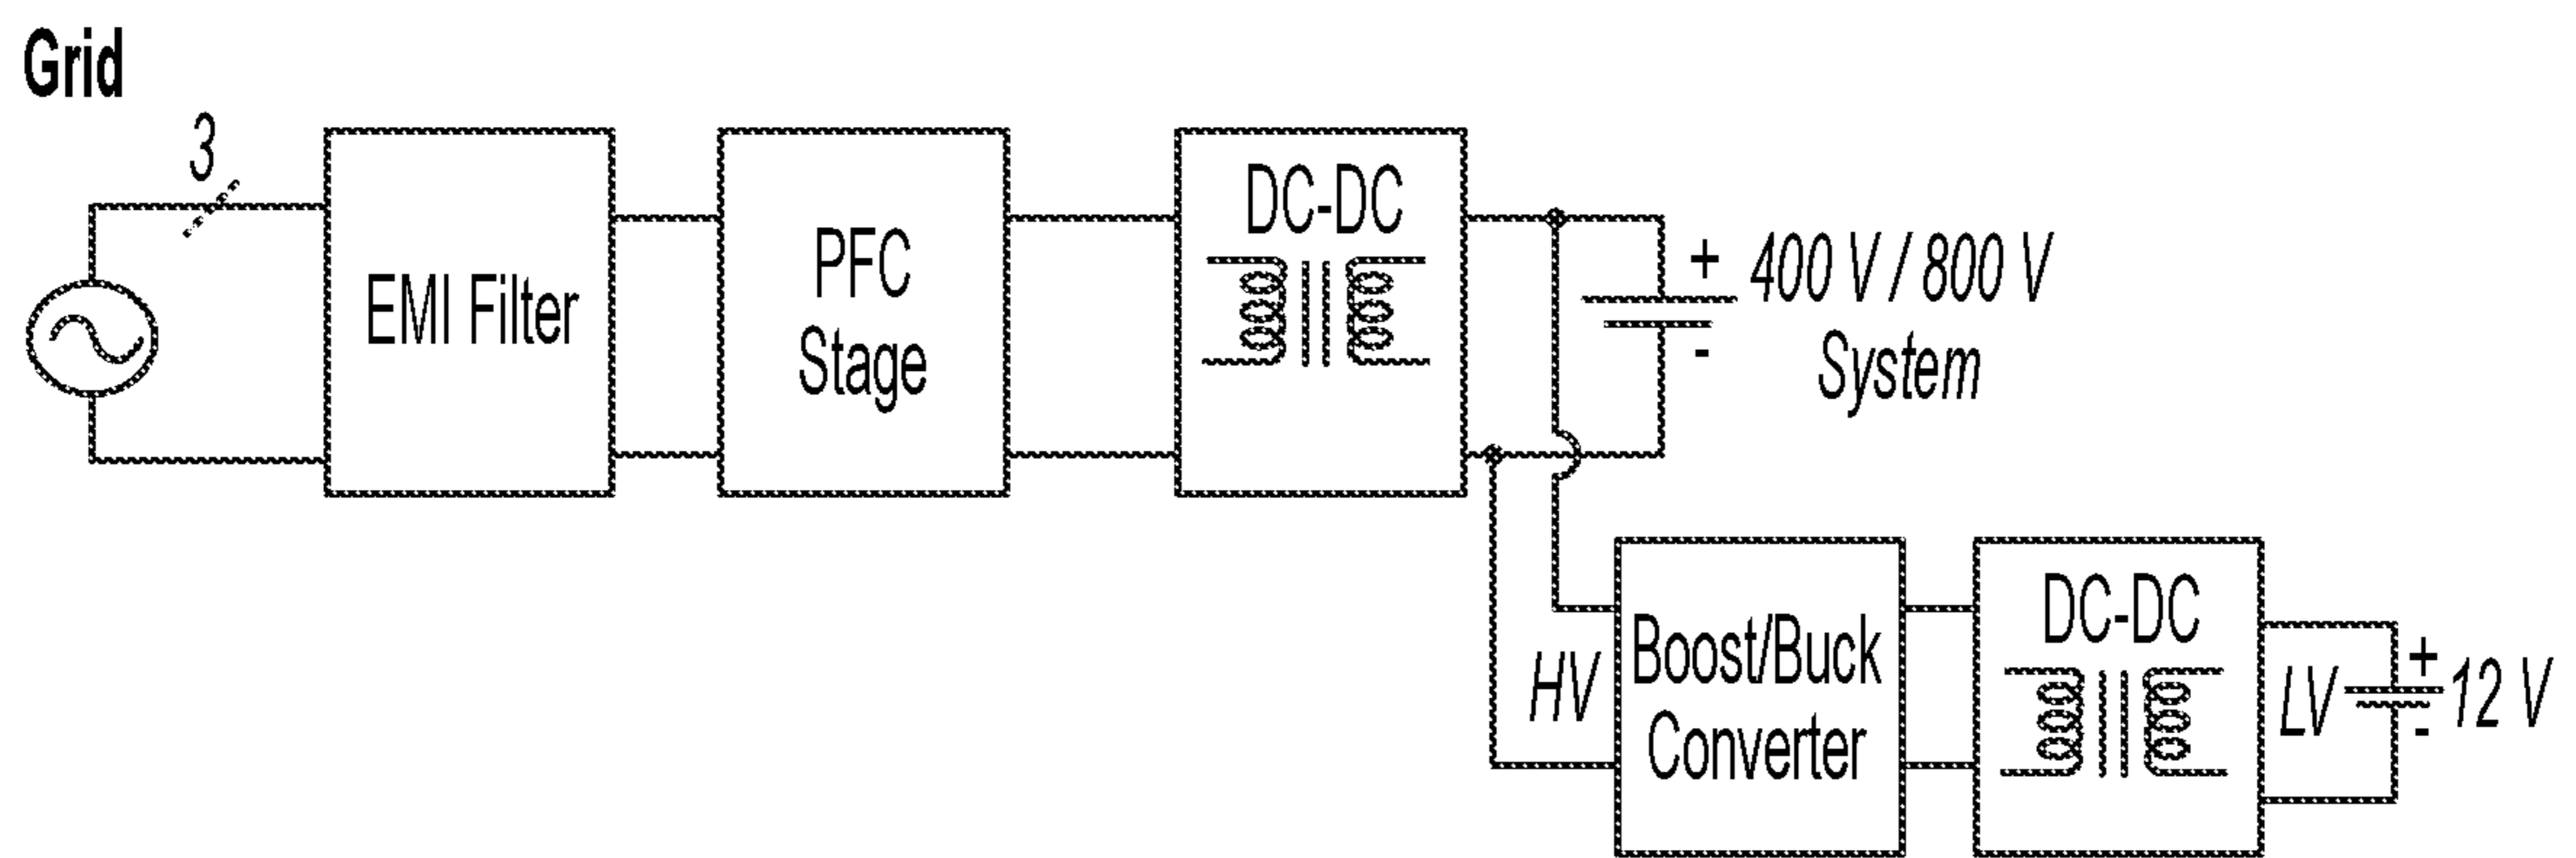 Grid
3
EMI Filter
PFC
Stage
DC-DC
+
400 V / 800 V
-
System
HV
Boost/Buck
Converter
DC-DC
LV
+
12 V
-